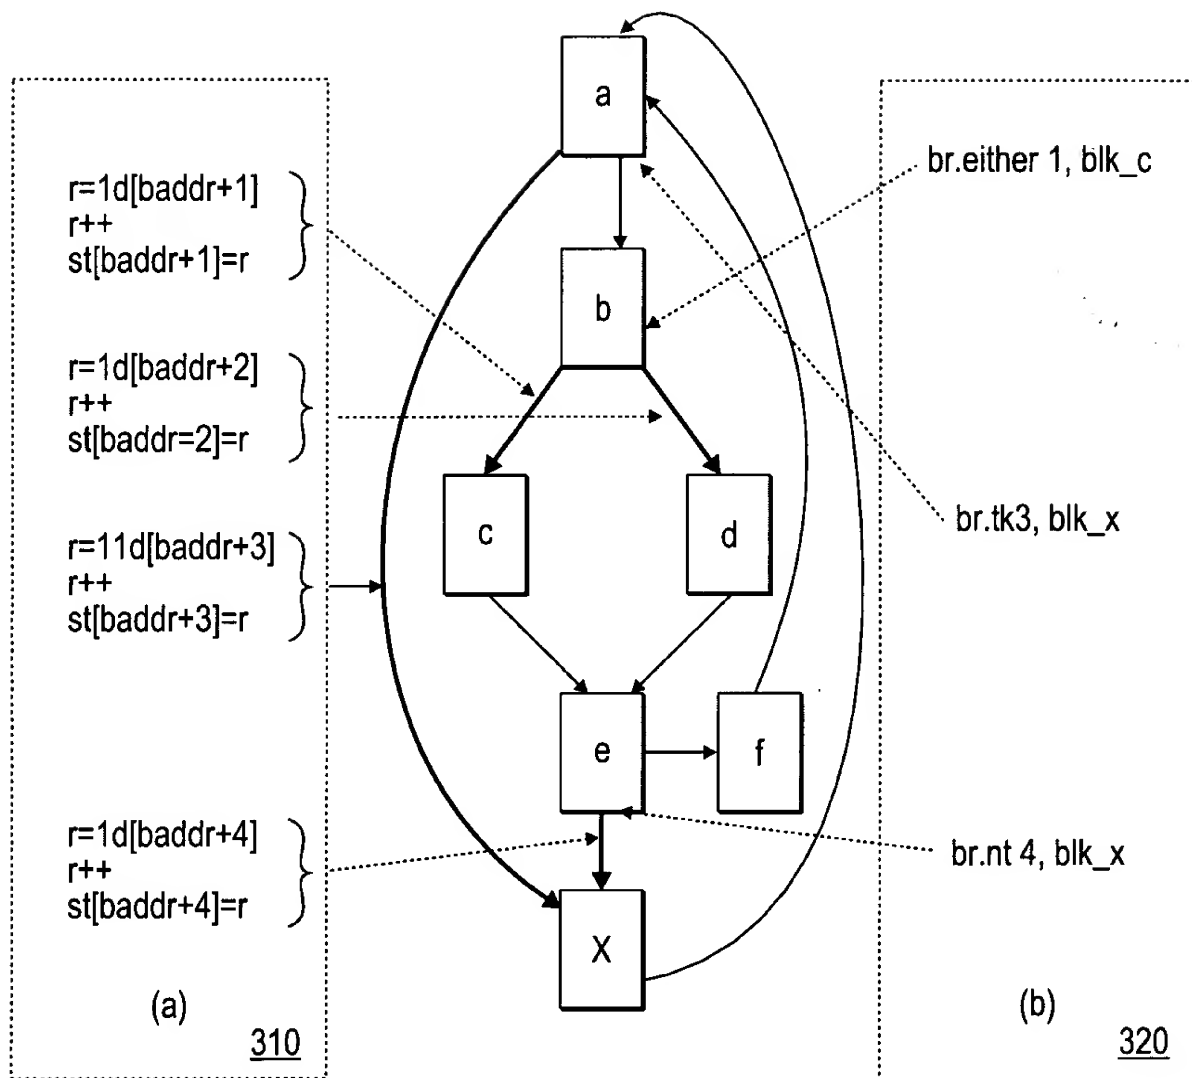 a
r=1d[baddr+1]
r++
st[baddr+1]=r
br.either 1, blk_c
b
r=1d[baddr+2]
r++
st[baddr=2]=r
c
d
br.tk3, blk_x
r=11d[baddr+3]
r++
st[baddr+3]=r
e
f
r=1d[baddr+4]
r++
st[baddr+4]=r
br.nt 4, blk_x
X
(a)
310
(b)
320